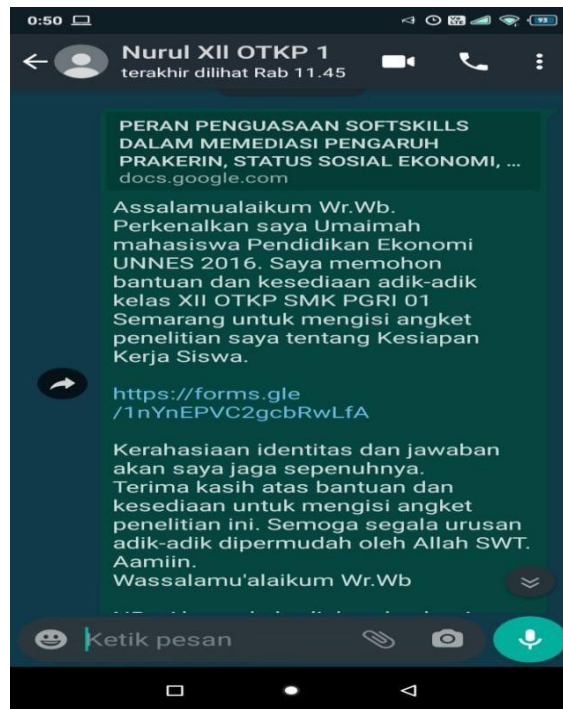 0:50
93
Nurul XII OTKP 1
terakhir dilihat Rab 11.45
PERAN PENGUASAAN SOFTSKILLS
DALAM MEMEDIASI PENGARUH
PRAKERIN, STATUS SOSIAL EKONOMI, ...
docs.google.com
Assalamualaikum Wr.Wb.
Perkenalkan saya Umaimah
mahasiswa Pendidikan Ekonomi
UNNES 2016. Saya memohon
bantuan dan kesediaan adik-adik
kelas XII OTKP SMK PGRI 01
Semarang untuk mengisi angket
penelitian saya tentang Kesiapan
Kerja Siswa.
https://forms.gle
/1nYnEPVC2gcbRwLfA
Kerahasiaan identitas dan jawaban
akan saya jaga sepenuhnya.
Terima kasih atas bantuan dan
kesediaan untuk mengisi angket
penelitian ini. Semoga segala urusan
adik-adik dipermudah oleh Allah SWT.
Aamiin.
Wassalamu'alaikum Wr.Wb
Ketik pesan